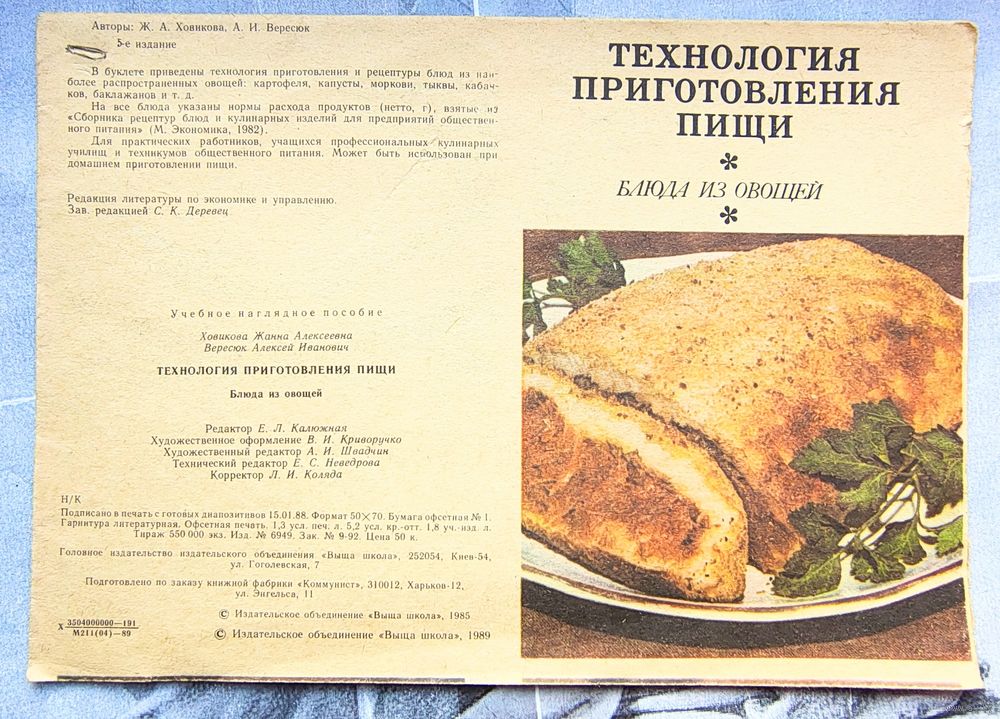 Авторы: Ж. А. Ховикова, А. И. Вересюк
5-е издание
В буклете приведены технология приготовления и рецептуры блюд из наи-
более распространенных овощей: картофеля, капусты, моркови, тыквы, кабач-
ков, баклажанов и т. д.
На все блюда указаны нормы расхода продуктов (нетто, г), взятые из
«Сборника рецептур блюд и кулинарных изделий для предприятий обществен-
ного питания» (М. Экономика, 1982).
Для практических работников, учащихся профессиональных кулинарных
училищ и техникумов общественного питания. Может быть использован при
домашнем приготовлении пищи.
Редакция литературы по экономике и управлению.
Зав. редакцией С. К. Деревец
Учебное наглядное пособие
Ховикова Жанна Алексеевна
Вересюк Алексей Иванович
ТЕХНОЛОГИЯ ПРИГОТОВЛЕНИЯ ПИЩИ
Блюда из овощей
Редактор Е. Л. Калюжная
Художественное оформление В. И. Криворучко
Художественный редактор А. И. Швадчин
Технический редактор Е. С. Неведрова
Корректор Л. И. Коляда
Н/К
Подписано в печать с готовых диапозитивов 15.01.88. Формат 50×70. Бумага офсетная № 1.
Гарнитура литературная. Офсетная печать. 1,3 усл. печ. л. 5,2 усл. кр.-отт. 1,8 уч.-изд. л.
Тираж 550 000 экз. Изд. № 6949. Зак. № 9-92. Цена 50 к.
Головное издательство издательского объединения «Выща школа», 252054, Киев-54,
ул. Гоголевская, 7
Подготовлено по заказу книжной фабрики «Коммунист», 310012, Харьков-12,
ул. Энгельса, 11
© Издательское объединение «Выща школа», 1985
Х 3504000000—191
М211(04)—89
© Издательское объединение «Выща школа», 1989
ТЕХНОЛОГИЯ
ПРИГОТОВЛЕНИЯ
ПИЩИ
*
БЛЮДА ИЗ ОВОЩЕЙ
*